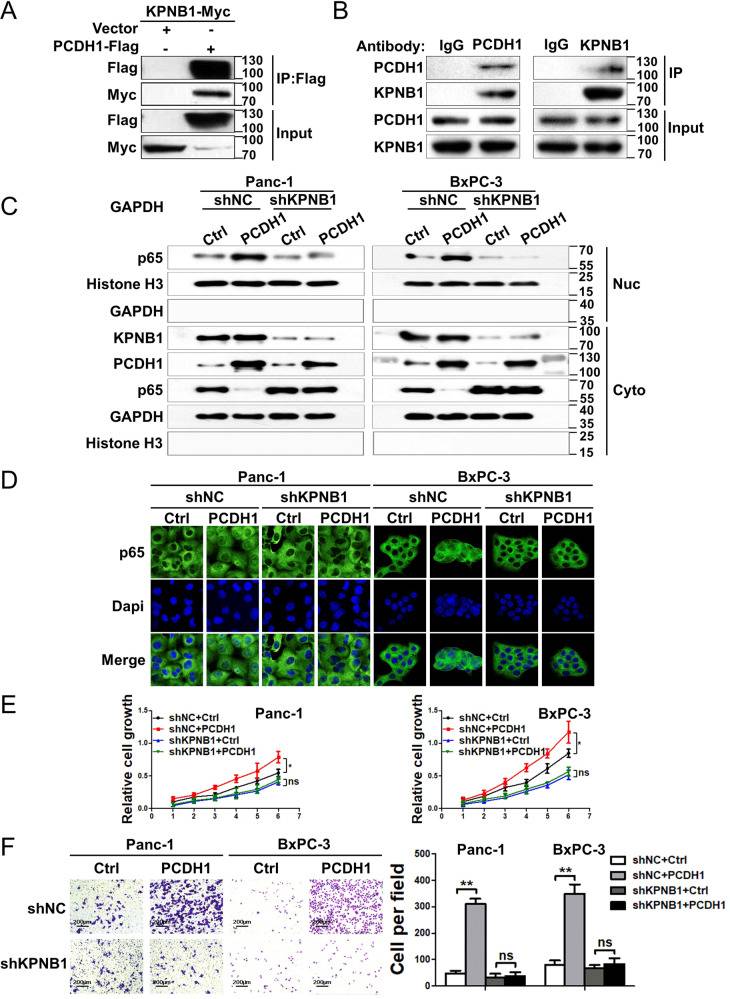 A
KPNB1-Myc
Vector + -
PCDH1-Flag - +
Flag 130 100
Myc 100 70
IP:Flag
Flag 130 100
Myc 100 70
Input
B
Antibody: IgG PCDH1 IgG KPNB1
PCDH1 130 100
KPNB1 100 70
IP
PCDH1 130 100
KPNB1 100 70
Input
C
Panc-1 BxPC-3
GAPDH shNC shKPNB1 shNC shKPNB1
Ctrl PCDH1 Ctrl PCDH1 Ctrl PCDH1 Ctrl PCDH1
p65 70 55
Histone H3 25 15
GAPDH 40 35
Nuc
KPNB1 100 70
PCDH1 130 100
p65 70 55
GAPDH 40 35
Histone H3 25 15
Cyto
D
Panc-1 BxPC-3
shNC shKPNB1 shNC shKPNB1
Ctrl PCDH1 Ctrl PCDH1 Ctrl PCDH1 Ctrl PCDH1
p65
Dapi
Merge
E
Panc-1
Relative cell growth
1.5
1.0
0.5
0.0
shNC+Ctrl
shNC+PCDH1
shKPNB1+Ctrl
shKPNB1+PCDH1
*
ns
0 1 2 3 4 5 6 7
BxPC-3
Relative cell growth
1.5
1.0
0.5
0.0
shNC+Ctrl
shNC+PCDH1
shKPNB1+Ctrl
shKPNB1+PCDH1
*
ns
0 1 2 3 4 5 6 7
F
Panc-1 BxPC-3
Ctrl PCDH1 Ctrl PCDH1
shNC
200μm 200μm 200μm 200μm
shKPNB1
200μm 200μm 200μm 200μm
Panc-1 BxPC-3
Cell per field
500
400
300
200
100
0
** ns ** ns
shNC+Ctrl
shNC+PCDH1
shKPNB1+Ctrl
shKPNB1+PCDH1